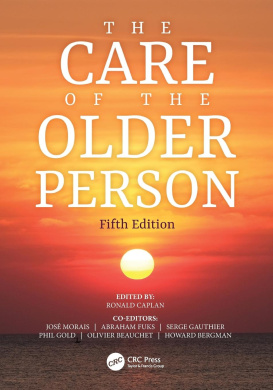 THE
CARE
OF THE
OLDER
PERSON
Fifth Edition
EDITED BY:
RONALD CAPLAN
CO-EDITORS:
JOSÉ MORAIS | ABRAHAM FUKS | SERGE GAUTHIER
PHIL GOLD | OLIVIER BEAUCHET | HOWARD BERGMAN
CRC CRC Press
Taylor & Francis Group